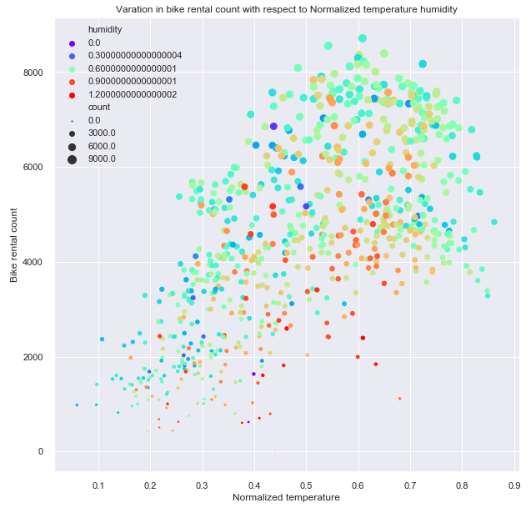 Varation in bike rental count with respect to Normalized temperature humidity
humidity
0.0
0.30000000000000004
0.6000000000000001
0.9000000000000001
1.2000000000000002
count
0.0
3000.0
6000.0
9000.0
8000
6000
4000
2000
0
Bike rental count
0.1 0.2 0.3 0.4 0.5 0.6 0.7 0.8 0.9
Normalized temperature